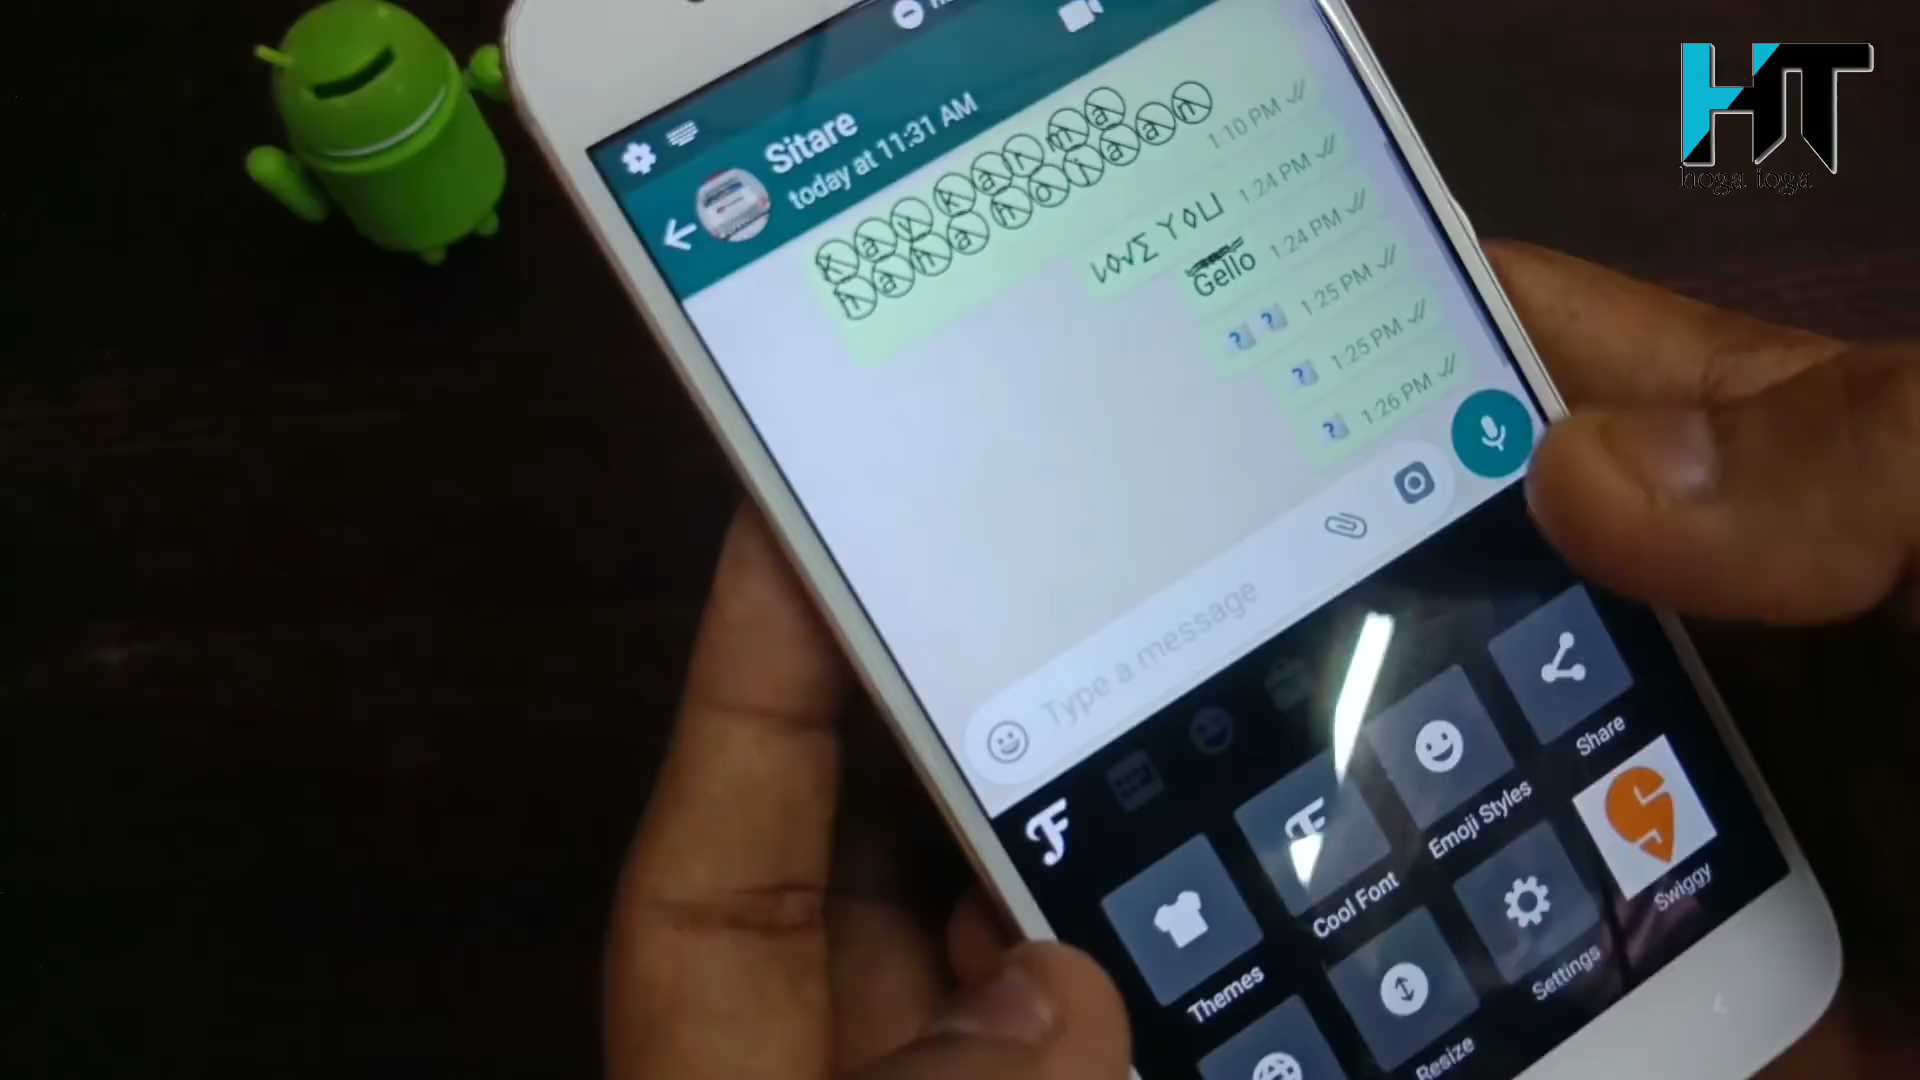 HT
hoga toga
Sitare
today at 11:31 AM
1:10 PM
LOVE YOU 1:24 PM
Gello 1:24 PM
1:25 PM
1:25 PM
1:26 PM
Type a message
Share
Emoji Styles
Cool Font
Themes
Swiggy
Settings
Resize